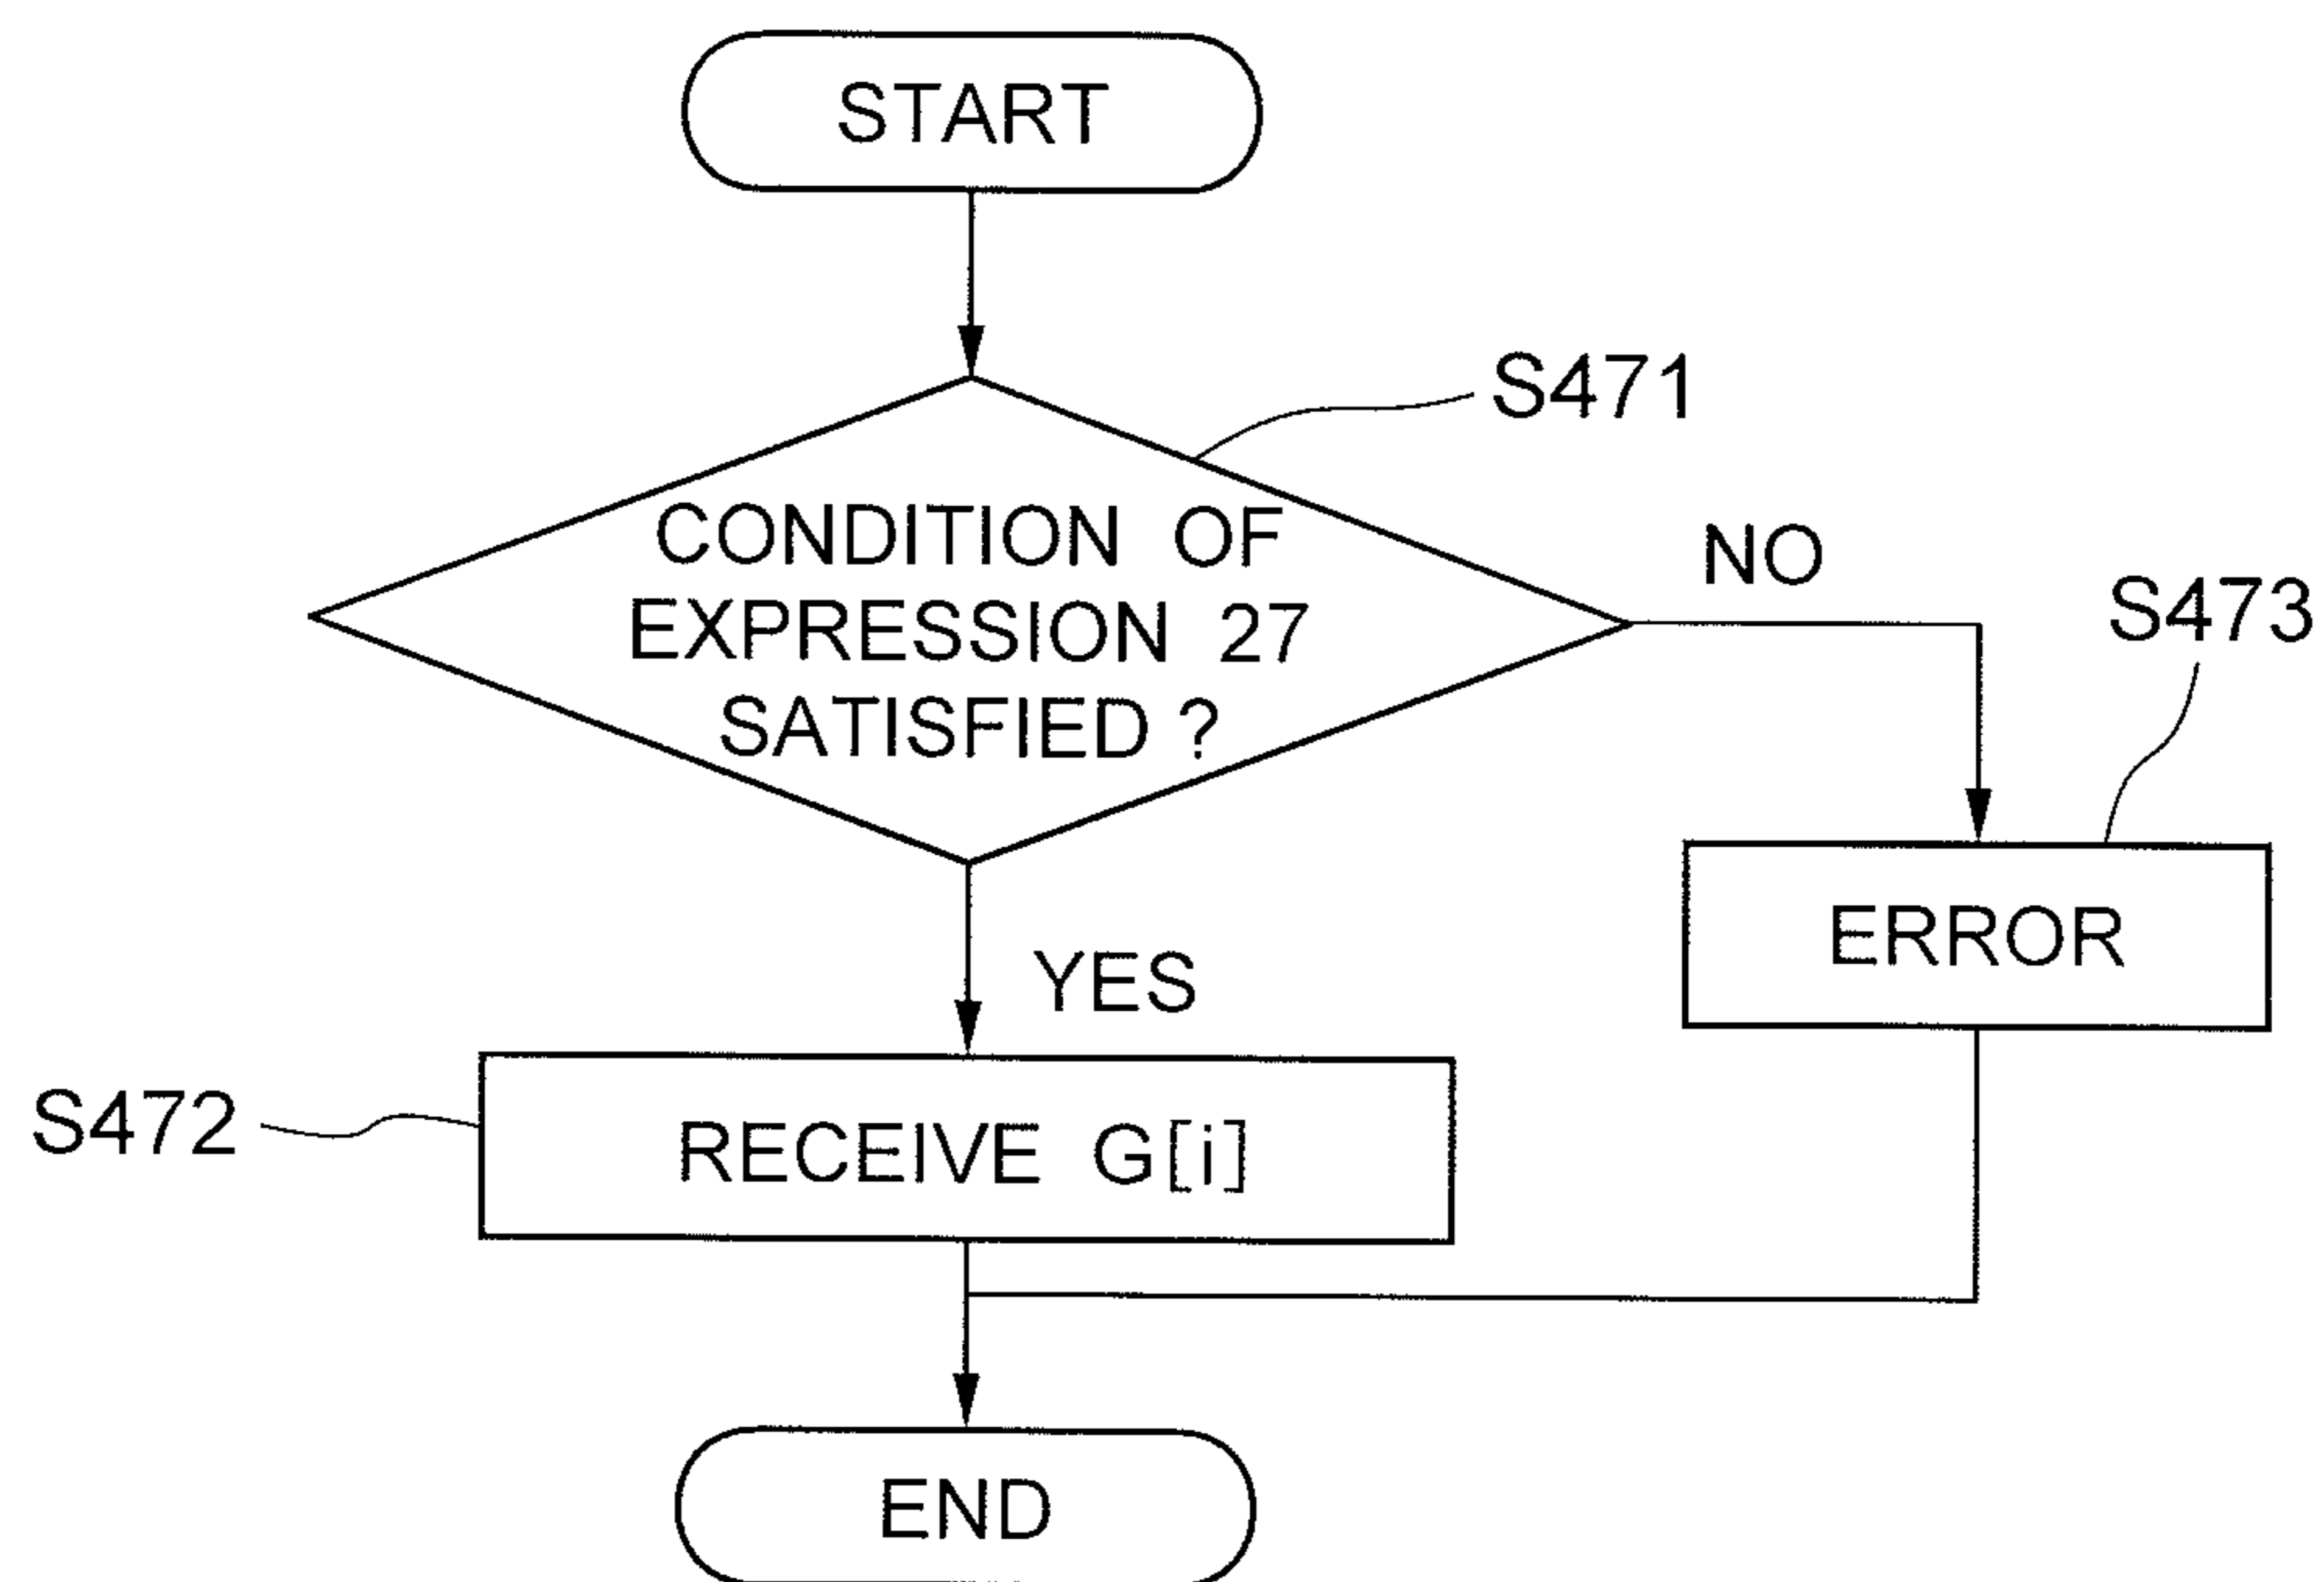 START
S471
CONDITION OF
EXPRESSION 27
SATISFIED ?
NO
S473
ERROR
YES
S472
RECEIVE G[i]
END